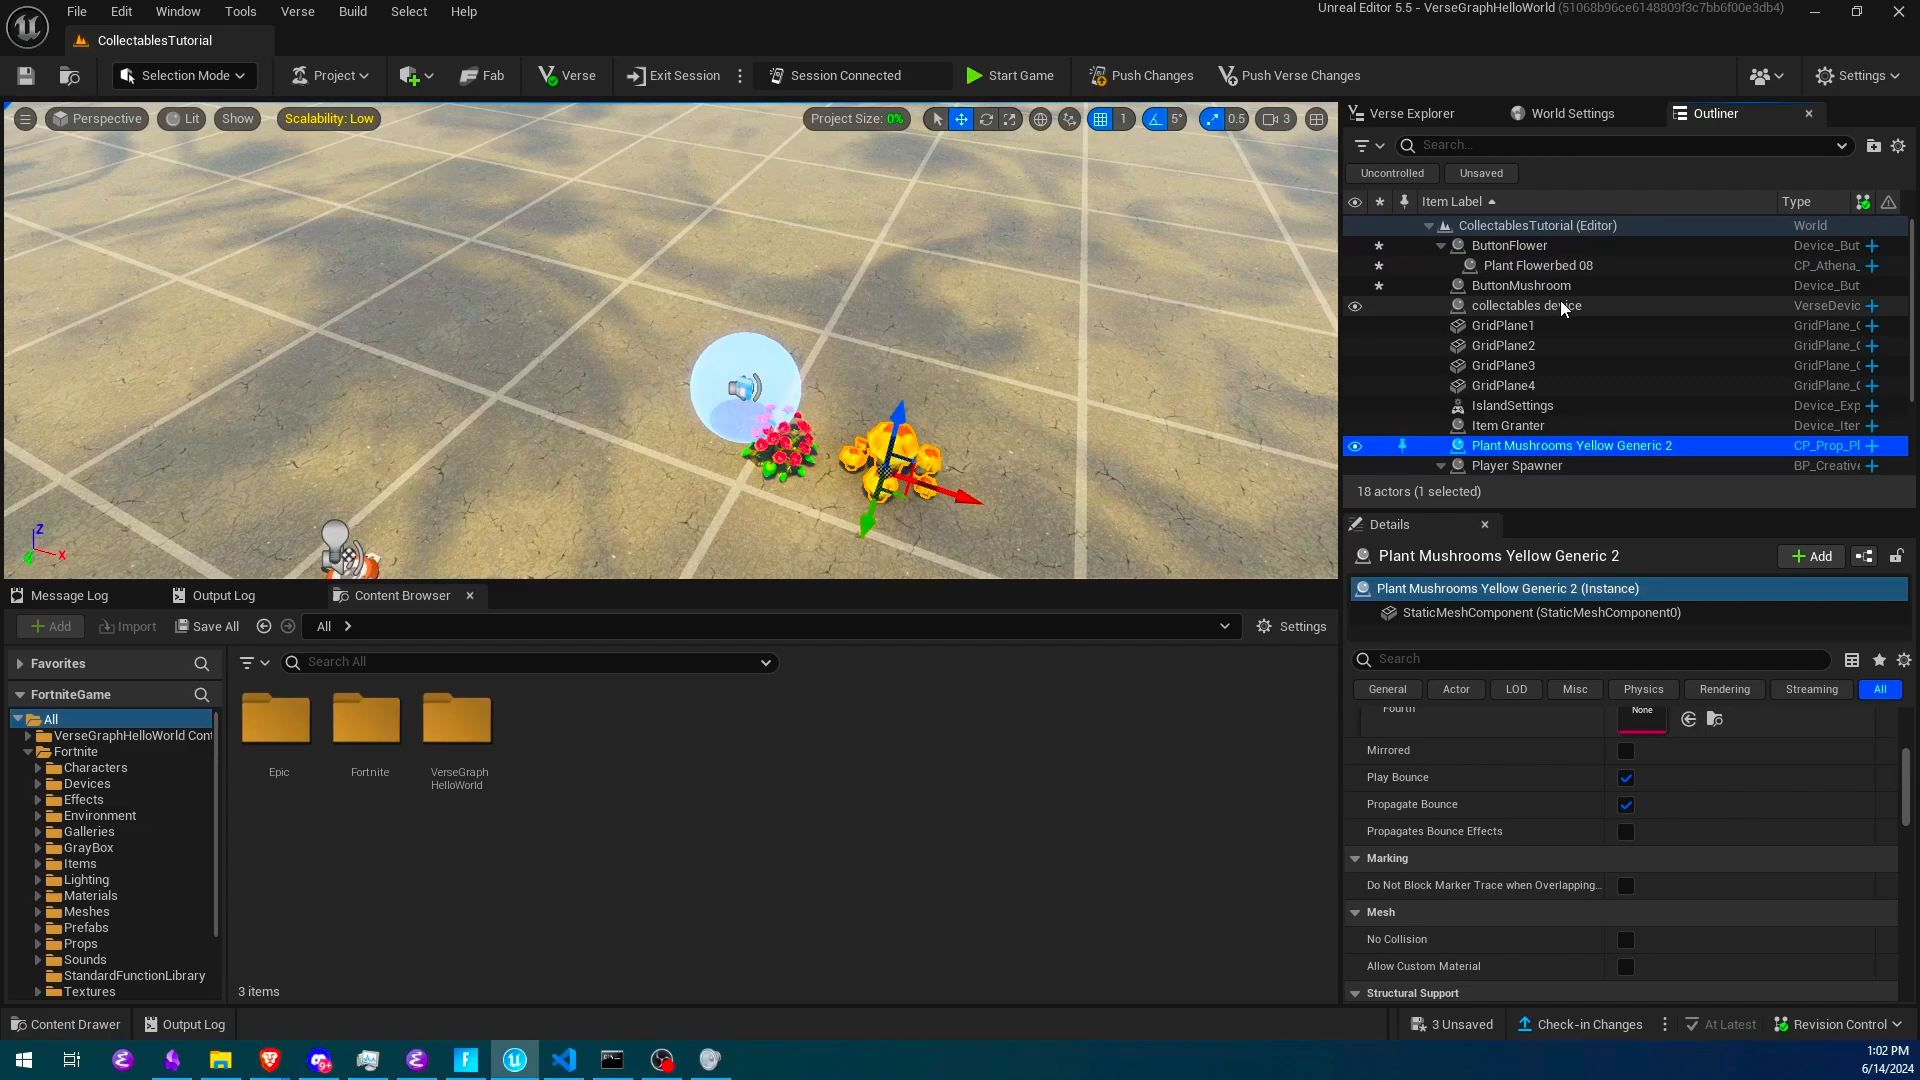 File Edit Window Tools Verse Build Select Help
Unreal Editor 5.5 - VerseGraphHelloWorld (51068b96ce6148809f3c7bb6f00e3db4)
CollectablesTutorial
Selection Mode Project Fab Verse Exit Session Session Connected Start Game Push Changes Push Verse Changes Settings
Perspective Lit Show Scalability: Low Project Size: 0% 1 5° 0.5 3
Verse Explorer World Settings Outliner
Search...
Uncontrolled Unsaved
Item Label Type
CollectablesTutorial (Editor) World
ButtonFlower Device_But
Plant Flowerbed 08 CP_Athena_
ButtonMushroom Device_But
collectables device VerseDevic
GridPlane1 GridPlane_C
GridPlane2 GridPlane_C
GridPlane3 GridPlane_C
GridPlane4 GridPlane_C
IslandSettings Device_Exp
Item Granter Device_Iter
Plant Mushrooms Yellow Generic 2 CP_Prop_Pl
Player Spawner BP_Creative
18 actors (1 selected)
Z
X
Details
Plant Mushrooms Yellow Generic 2 Add
Plant Mushrooms Yellow Generic 2 (Instance)
StaticMeshComponent (StaticMeshComponent0)
Search
General Actor LOD Misc Physics Rendering Streaming All
Fourth None
Mirrored
Play Bounce
Propagate Bounce
Propagates Bounce Effects
Marking
Do Not Block Marker Trace when Overlapping...
Mesh
No Collision
Allow Custom Material
Structural Support
Message Log Output Log Content Browser
Add Import Save All All Settings
Favorites
Search All
FortniteGame
All
VerseGraphHelloWorld Cont
Fortnite
Characters
Devices
Effects
Environment
Galleries
GrayBox
Items
Lighting
Materials
Meshes
Prefabs
Props
Sounds
StandardFunctionLibrary
Textures
Epic
Fortnite
VerseGraph
HelloWorld
3 items
Content Drawer Output Log 3 Unsaved Check-in Changes At Latest Revision Control
9+
1:02 PM
6/14/2024